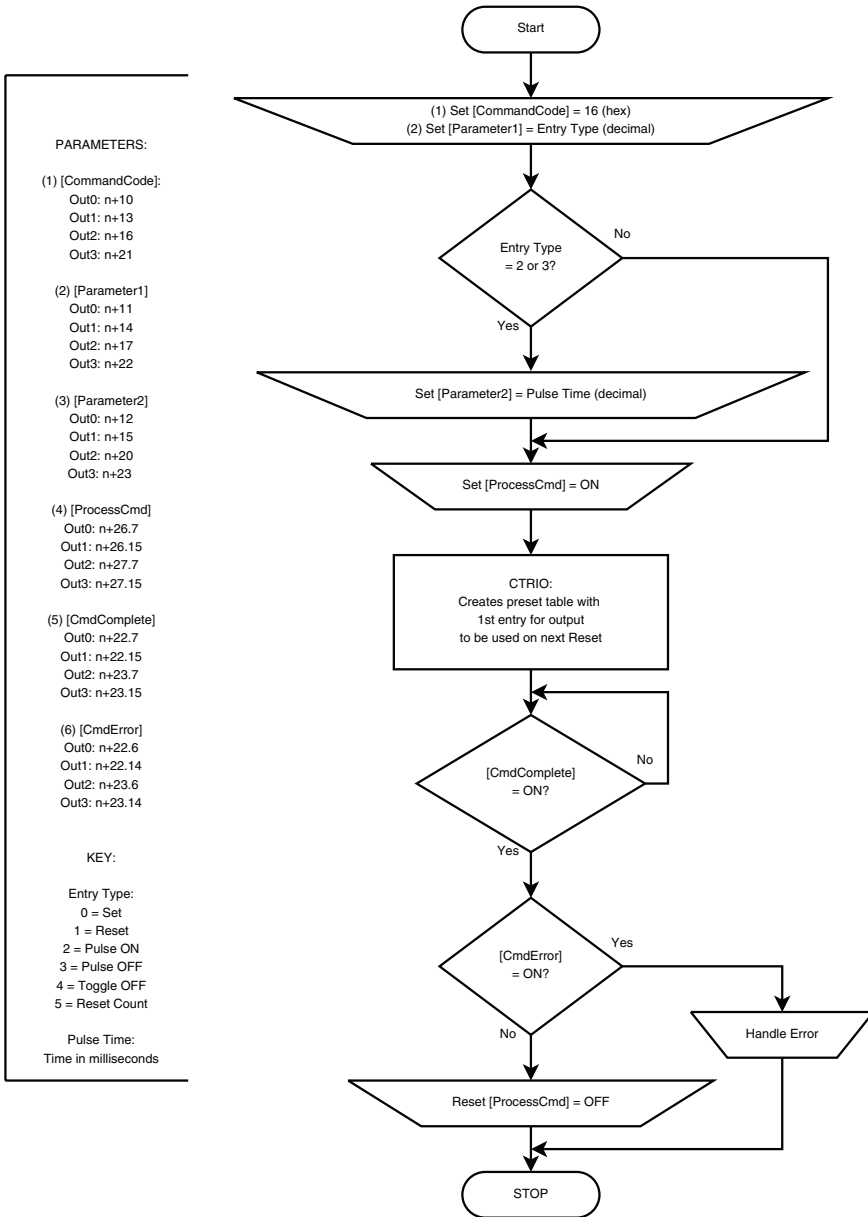 PARAMETERS:
(1) [CommandCode]:
Out0: n+10
Out1: n+13
Out2: n+16
Out3: n+21
(2) [Parameter1]
Out0: n+11
Out1: n+14
Out2: n+17
Out3: n+22
(3) [Parameter2]
Out0: n+12
Out1: n+15
Out2: n+20
Out3: n+23
(4) [ProcessCmd]
Out0: n+26.7
Out1: n+26.15
Out2: n+27.7
Out3: n+27.15
(5) [CmdComplete]
Out0: n+22.7
Out1: n+22.15
Out2: n+23.7
Out3: n+23.15
(6) [CmdError]
Out0: n+22.6
Out1: n+22.14
Out2: n+23.6
Out3: n+23.14
KEY:
Entry Type:
0 = Set
1 = Reset
2 = Pulse ON
3 = Pulse OFF
4 = Toggle OFF
5 = Reset Count
Pulse Time:
Time in milliseconds
Start
(1) Set [CommandCode] = 16 (hex)
(2) Set [Parameter1] = Entry Type (decimal)
Entry Type
= 2 or 3?
No
Yes
Set [Parameter2] = Pulse Time (decimal)
Set [ProcessCmd] = ON
CTRIO:
Creates preset table with
1st entry for output
to be used on next Reset
[CmdComplete]
= ON?
No
Yes
[CmdError]
= ON?
Yes
No
Handle Error
Reset [ProcessCmd] = OFF
STOP